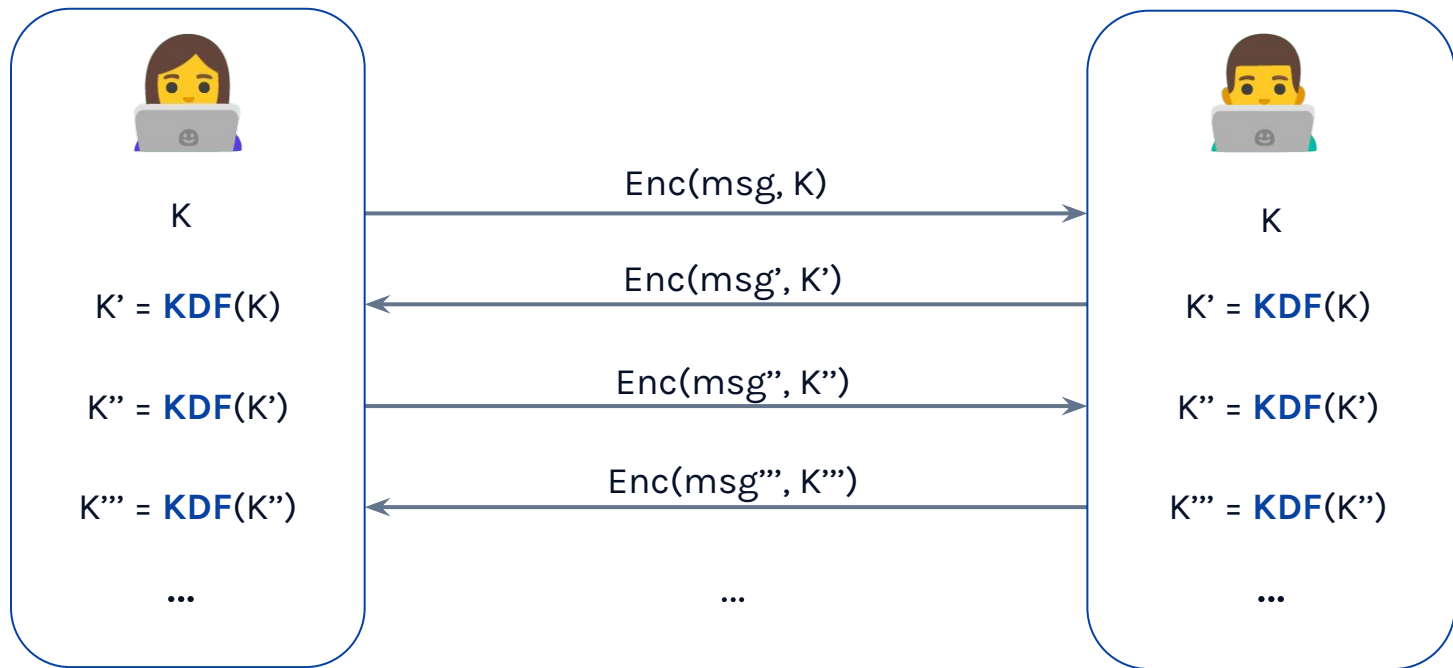 Enc(msg, K)
K
K
Enc(msg’, K’)
K’ = KDF(K)
K’ = KDF(K)
Enc(msg’’, K’’)
K’’ = KDF(K’)
K’’ = KDF(K’)
Enc(msg’’’, K’’’)
K’’’ = KDF(K’’)
K’’’ = KDF(K’’)
...
...
...